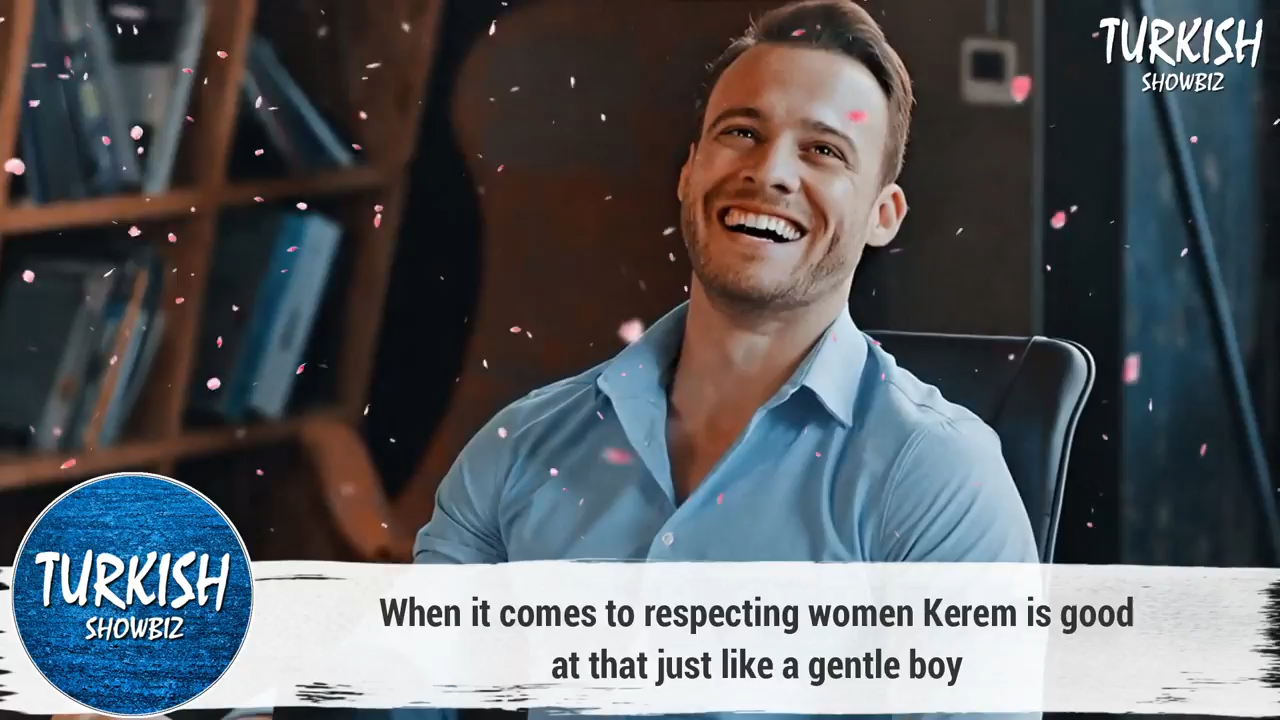 TURKISH
SHOWBIZ
TURKISH
SHOWBIZ
When it comes to respecting women Kerem is good
at that just like a gentle boy